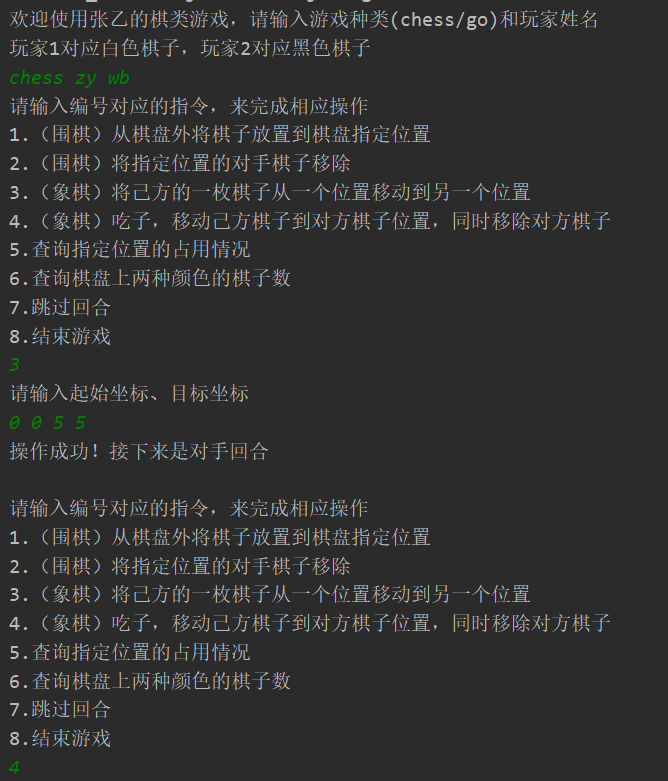 欢迎使用张乙的棋类游戏，请输入游戏种类(chess/go)和玩家姓名
玩家1对应白色棋子，玩家2对应黑色棋子
chess zy wb
请输入编号对应的指令，来完成相应操作
1.（围棋）从棋盘外将棋子放置到棋盘指定位置
2.（围棋）将指定位置的对手棋子移除
3.（象棋）将己方的一枚棋子从一个位置移动到另一个位置
4.（象棋）吃子，移动己方棋子到对方棋子位置，同时移除对方棋子
5.查询指定位置的占用情况
6.查询棋盘上两种颜色的棋子数
7.跳过回合
8.结束游戏
3
请输入起始坐标、目标坐标
0 0 5 5
操作成功！接下来是对手回合
请输入编号对应的指令，来完成相应操作
1.（围棋）从棋盘外将棋子放置到棋盘指定位置
2.（围棋）将指定位置的对手棋子移除
3.（象棋）将己方的一枚棋子从一个位置移动到另一个位置
4.（象棋）吃子，移动己方棋子到对方棋子位置，同时移除对方棋子
5.查询指定位置的占用情况
6.查询棋盘上两种颜色的棋子数
7.跳过回合
8.结束游戏
4